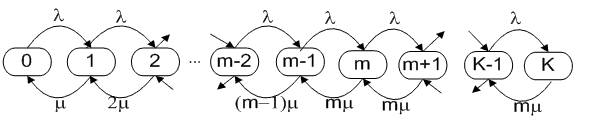 λ λ λ λ λ λ
0 1 2 ... m-2 m-1 m m+1 K-1 K
μ 2μ (m–1)μ mμ mμ mμ